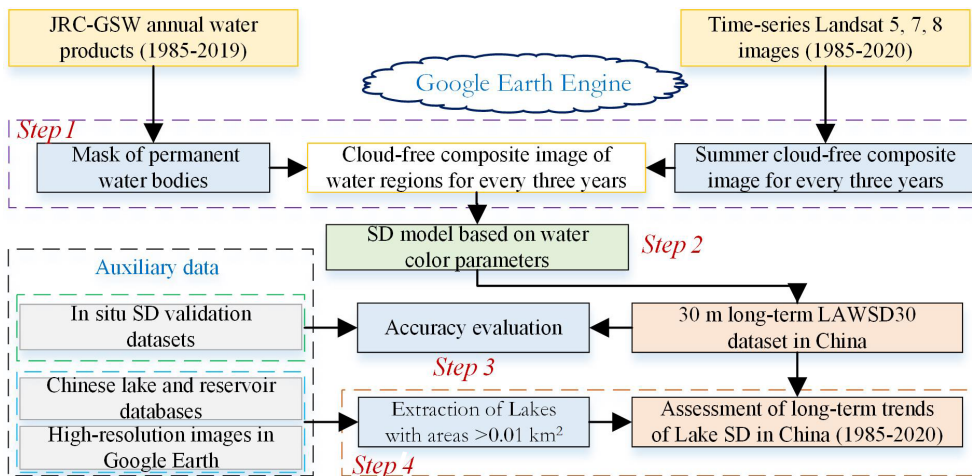 JRC-GSW annual water
products (1985-2019)
Time-series Landsat 5, 7, 8
images (1985-2020)
Google Earth Engine
Step 1
Mask of permanent
water bodies
Cloud-free composite image of
water regions for every three years
Summer cloud-free composite
image for every three years
SD model based on water
color parameters
Step 2
Auxiliary data
In situ SD validation
datasets
Accuracy evaluation
30 m long-term LAWSD30
dataset in China
Step 3
Chinese lake and reservoir
databases
High-resolution images in
Google Earth
Extraction of Lakes
with areas >0.01 km²
Assessment of long-term trends
of Lake SD in China (1985-2020)
Step 4